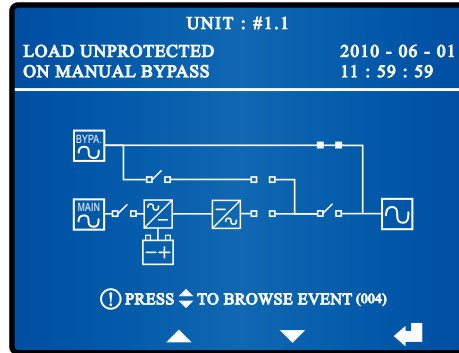 UNIT : #1.1
LOAD UNPROTECTED
2010 - 06 - 01
ON MANUAL BYPASS
11 : 59 : 59
BYPA.
MAIN
PRESS TO BROWSE EVENT (004)